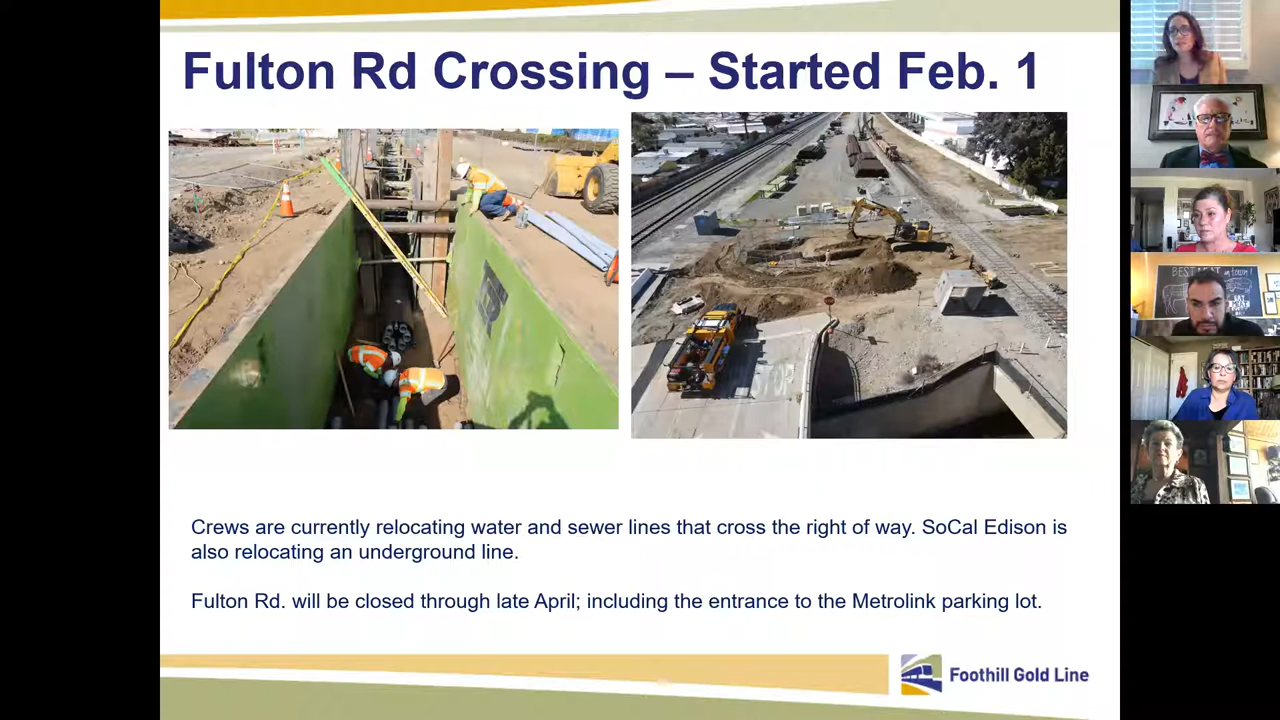 Fulton Rd Crossing – Started Feb. 1
STOP
Crews are currently relocating water and sewer lines that cross the right of way. SoCal Edison is
also relocating an underground line.
Fulton Rd. will be closed through late April; including the entrance to the Metrolink parking lot.
Foothill Gold Line